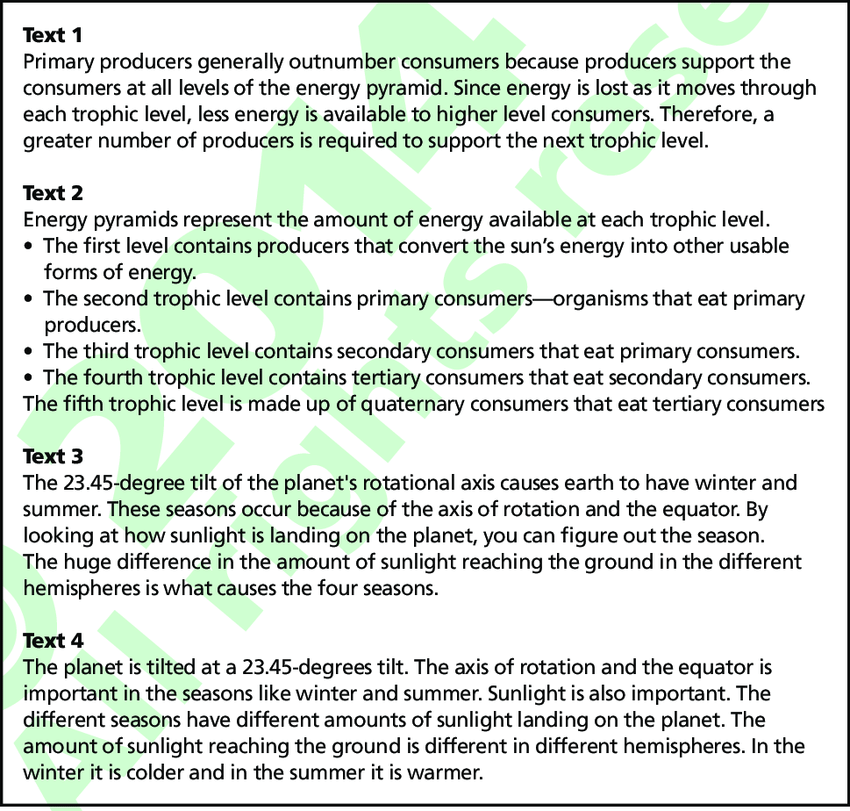 Text 1
Primary producers generally outnumber consumers because producers support the
consumers at all levels of the energy pyramid. Since energy is lost as it moves through
each trophic level, less energy is available to higher level consumers. Therefore, a
greater number of producers is required to support the next trophic level.
Text 2
Energy pyramids represent the amount of energy available at each trophic level.
• The first level contains producers that convert the sun’s energy into other usable
forms of energy.
• The second trophic level contains primary consumers—organisms that eat primary
producers.
• The third trophic level contains secondary consumers that eat primary consumers.
• The fourth trophic level contains tertiary consumers that eat secondary consumers.
The fifth trophic level is made up of quaternary consumers that eat tertiary consumers
Text 3
The 23.45-degree tilt of the planet's rotational axis causes earth to have winter and
summer. These seasons occur because of the axis of rotation and the equator. By
looking at how sunlight is landing on the planet, you can figure out the season.
The huge difference in the amount of sunlight reaching the ground in the different
hemispheres is what causes the four seasons.
Text 4
The planet is tilted at a 23.45-degrees tilt. The axis of rotation and the equator is
important in the seasons like winter and summer. Sunlight is also important. The
different seasons have different amounts of sunlight landing on the planet. The
amount of sunlight reaching the ground is different in different hemispheres. In the
winter it is colder and in the summer it is warmer.
© 2014
All rights rese